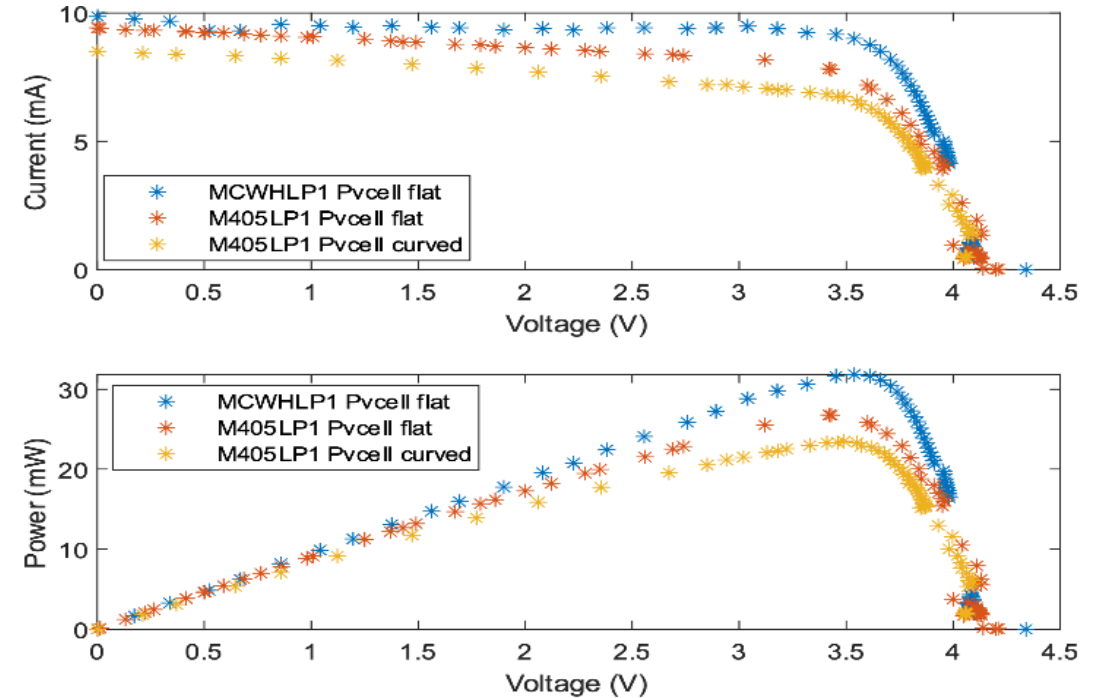 10
5
0
Current (mA)
MCWHLP1 Pvcell flat
M405LP1 Pvcell flat
M405LP1 Pvcell curved
0 0.5 1 1.5 2 2.5 3 3.5 4 4.5
Voltage (V)
30
20
10
0
Power (mW)
MCWHLP1 Pvcell flat
M405LP1 Pvcell flat
M405LP1 Pvcell curved
0 0.5 1 1.5 2 2.5 3 3.5 4 4.5
Voltage (V)